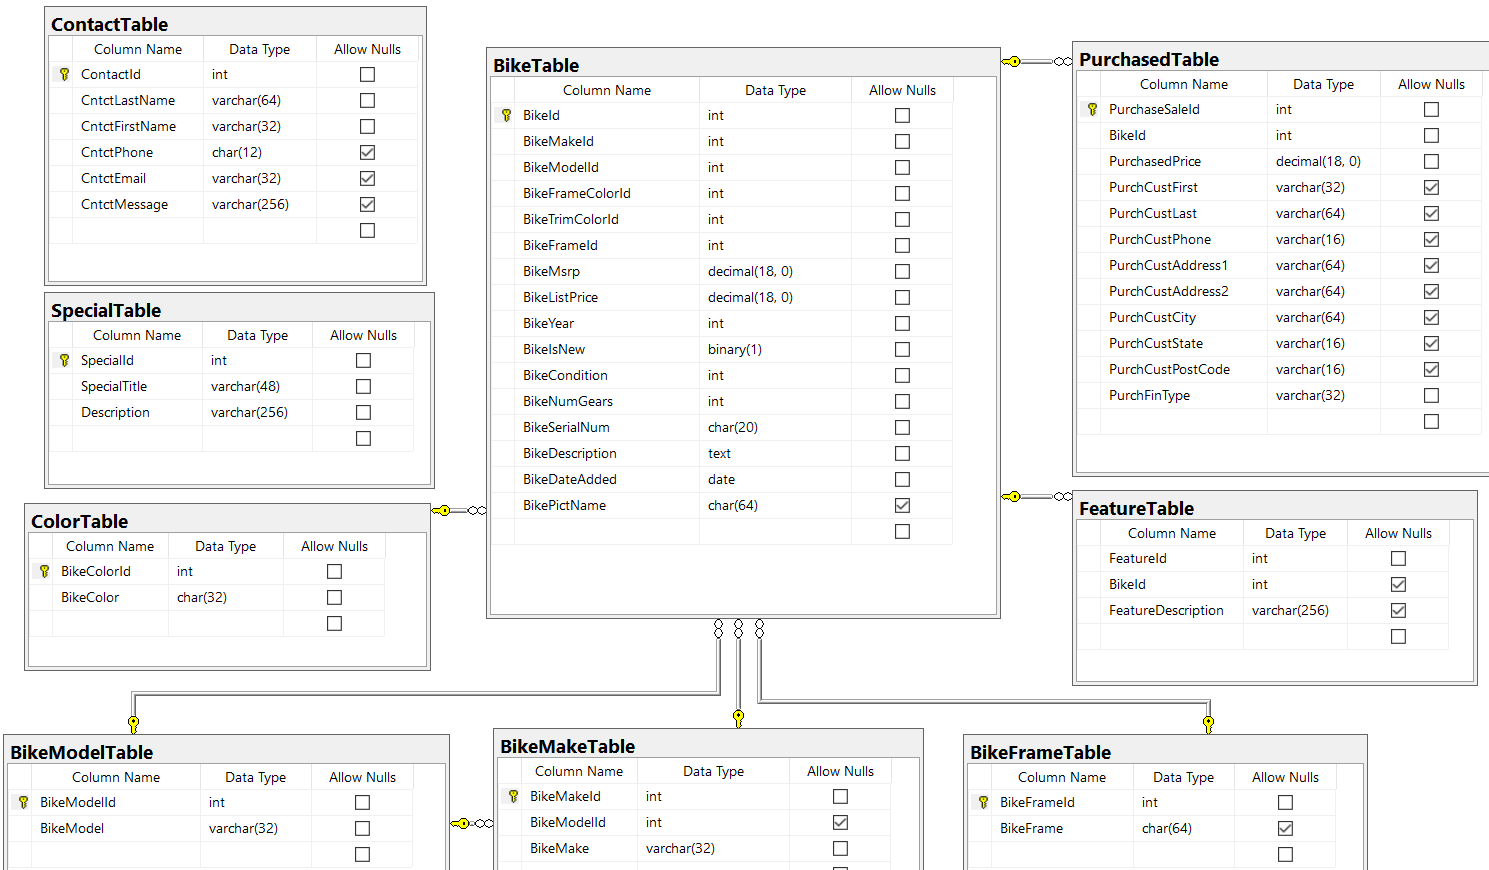 ContactTable
Column Name Data Type Allow Nulls
ContactId int
CntctLastName varchar(64)
CntctFirstName varchar(32)
CntctPhone char(12)
CntctEmail varchar(32)
CntctMessage varchar(256)
SpecialTable
Column Name Data Type Allow Nulls
SpecialId int
SpecialTitle varchar(48)
Description varchar(256)
ColorTable
Column Name Data Type Allow Nulls
BikeColorId int
BikeColor char(32)
BikeTable
Column Name Data Type Allow Nulls
BikeId int
BikeMakeId int
BikeModelId int
BikeFrameColorId int
BikeTrimColorId int
BikeFrameId int
BikeMsrp decimal(18, 0)
BikeListPrice decimal(18, 0)
BikeYear int
BikeIsNew binary(1)
BikeCondition int
BikeNumGears int
BikeSerialNum char(20)
BikeDescription text
BikeDateAdded date
BikePictName char(64)
PurchasedTable
Column Name Data Type Allow Nulls
PurchaseSaleId int
BikeId int
PurchasedPrice decimal(18, 0)
PurchCustFirst varchar(32)
PurchCustLast varchar(64)
PurchCustPhone varchar(16)
PurchCustAddress1 varchar(64)
PurchCustAddress2 varchar(64)
PurchCustCity varchar(64)
PurchCustState varchar(16)
PurchCustPostCode varchar(16)
PurchFinType varchar(32)
FeatureTable
Column Name Data Type Allow Nulls
FeatureId int
BikeId int
FeatureDescription varchar(256)
BikeModelTable
Column Name Data Type Allow Nulls
BikeModelId int
BikeModel varchar(32)
BikeMakeTable
Column Name Data Type Allow Nulls
BikeMakeId int
BikeModelId int
BikeMake varchar(32)
BikeFrameTable
Column Name Data Type Allow Nulls
BikeFrameId int
BikeFrame char(64)